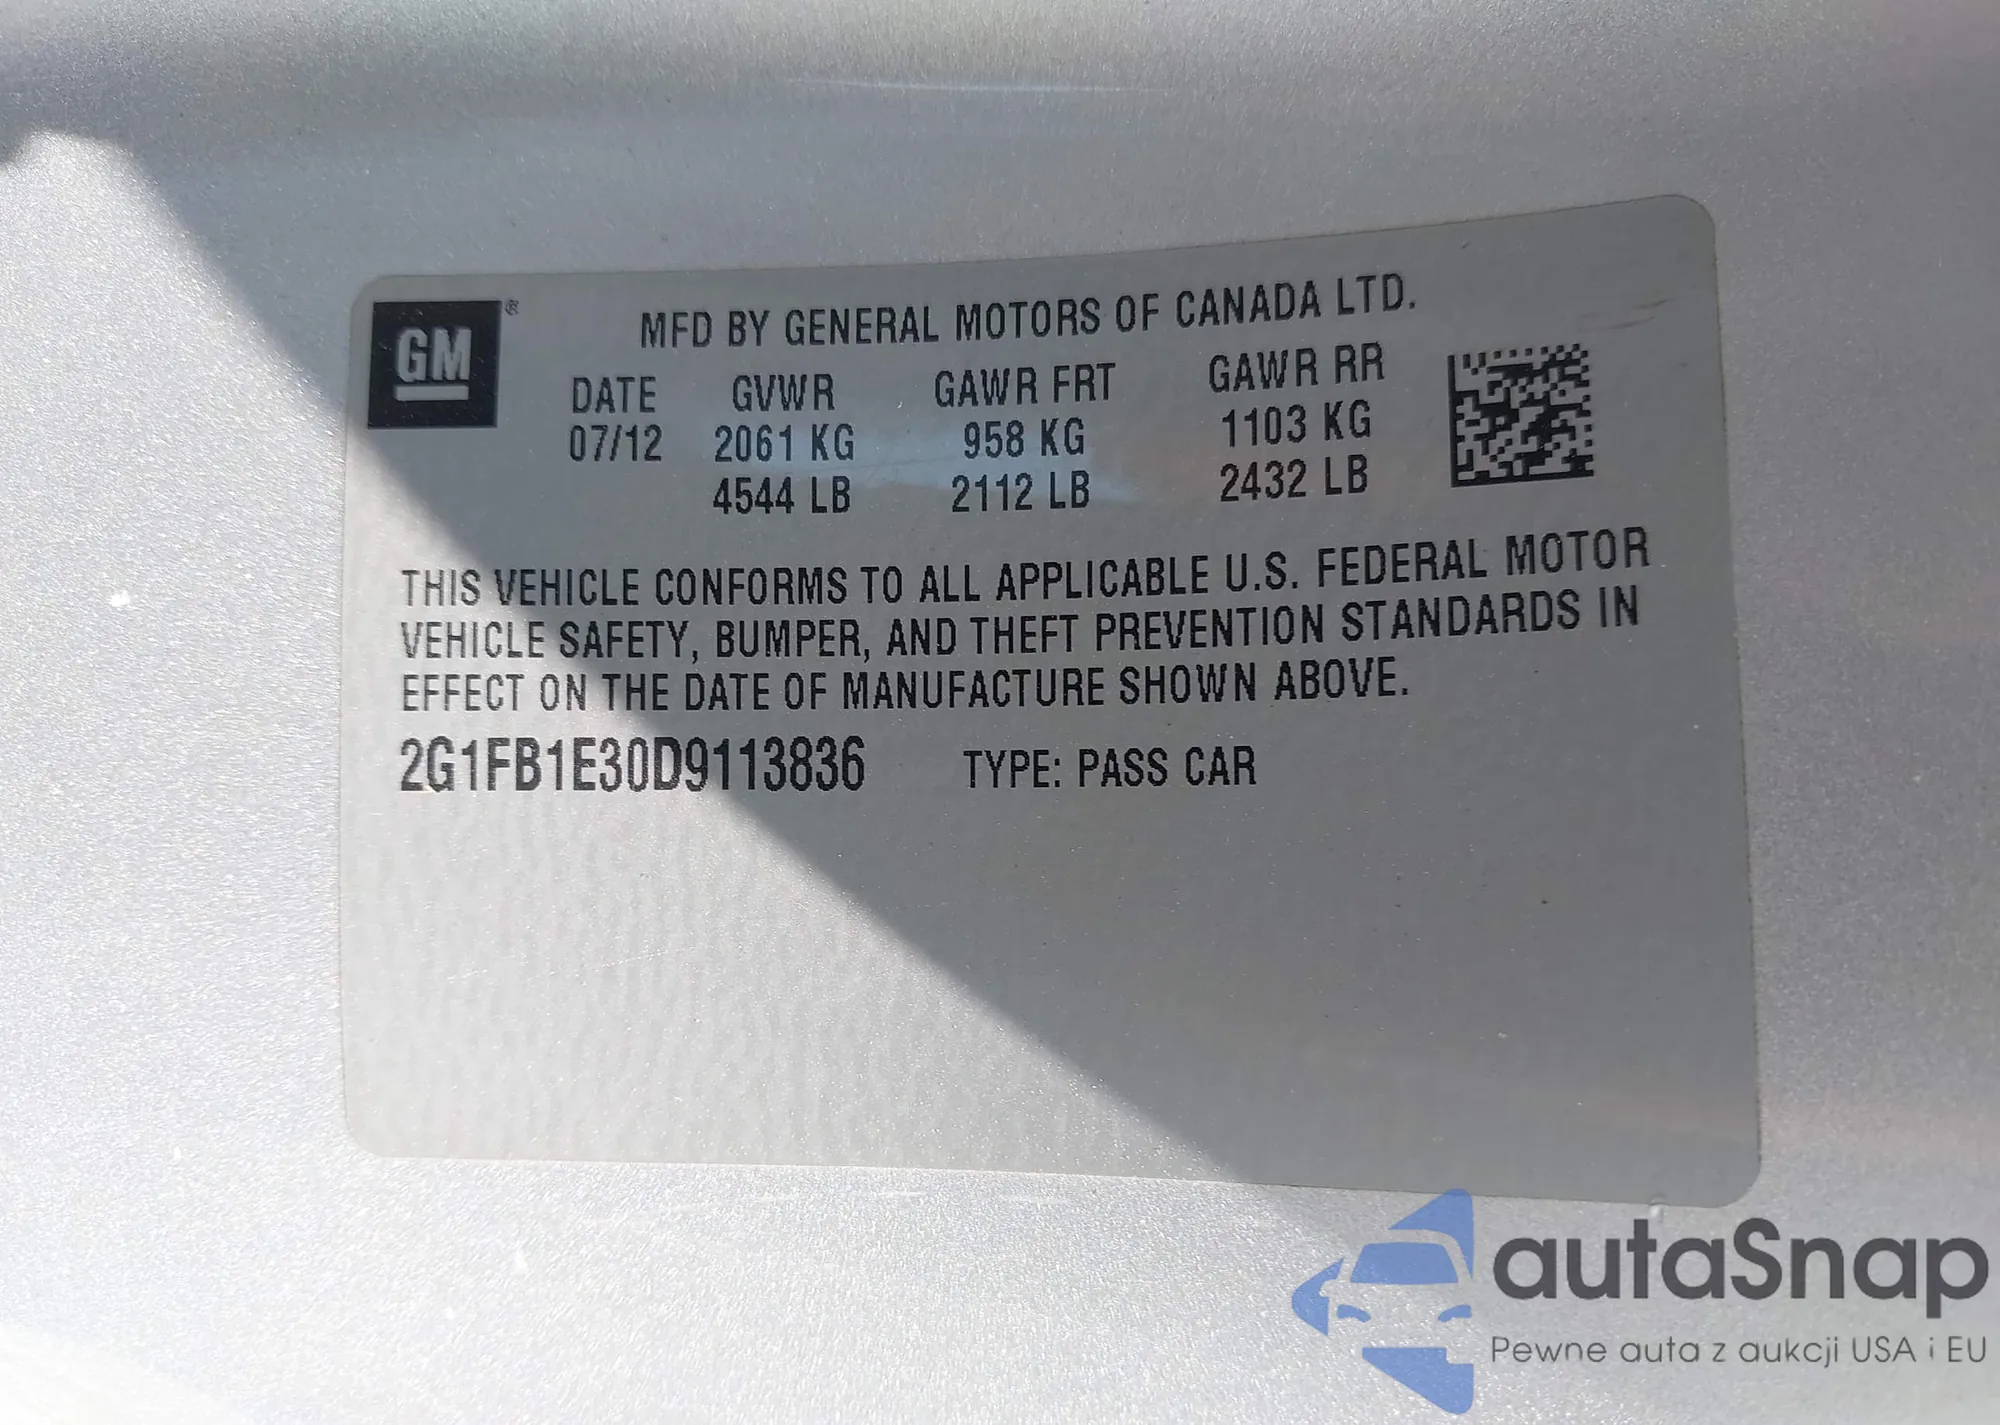 GM ®
MFD BY GENERAL MOTORS OF CANADA LTD.
DATE GVWR GAWR FRT GAWR RR
07/12 2061 KG 958 KG 1103 KG
4544 LB 2112 LB 2432 LB
THIS VEHICLE CONFORMS TO ALL APPLICABLE U.S. FEDERAL MOTOR
VEHICLE SAFETY, BUMPER, AND THEFT PREVENTION STANDARDS IN
EFFECT ON THE DATE OF MANUFACTURE SHOWN ABOVE.
2G1FB1E30D9113836 TYPE: PASS CAR
autaSnap
Pewne auta z aukcji USA i EU